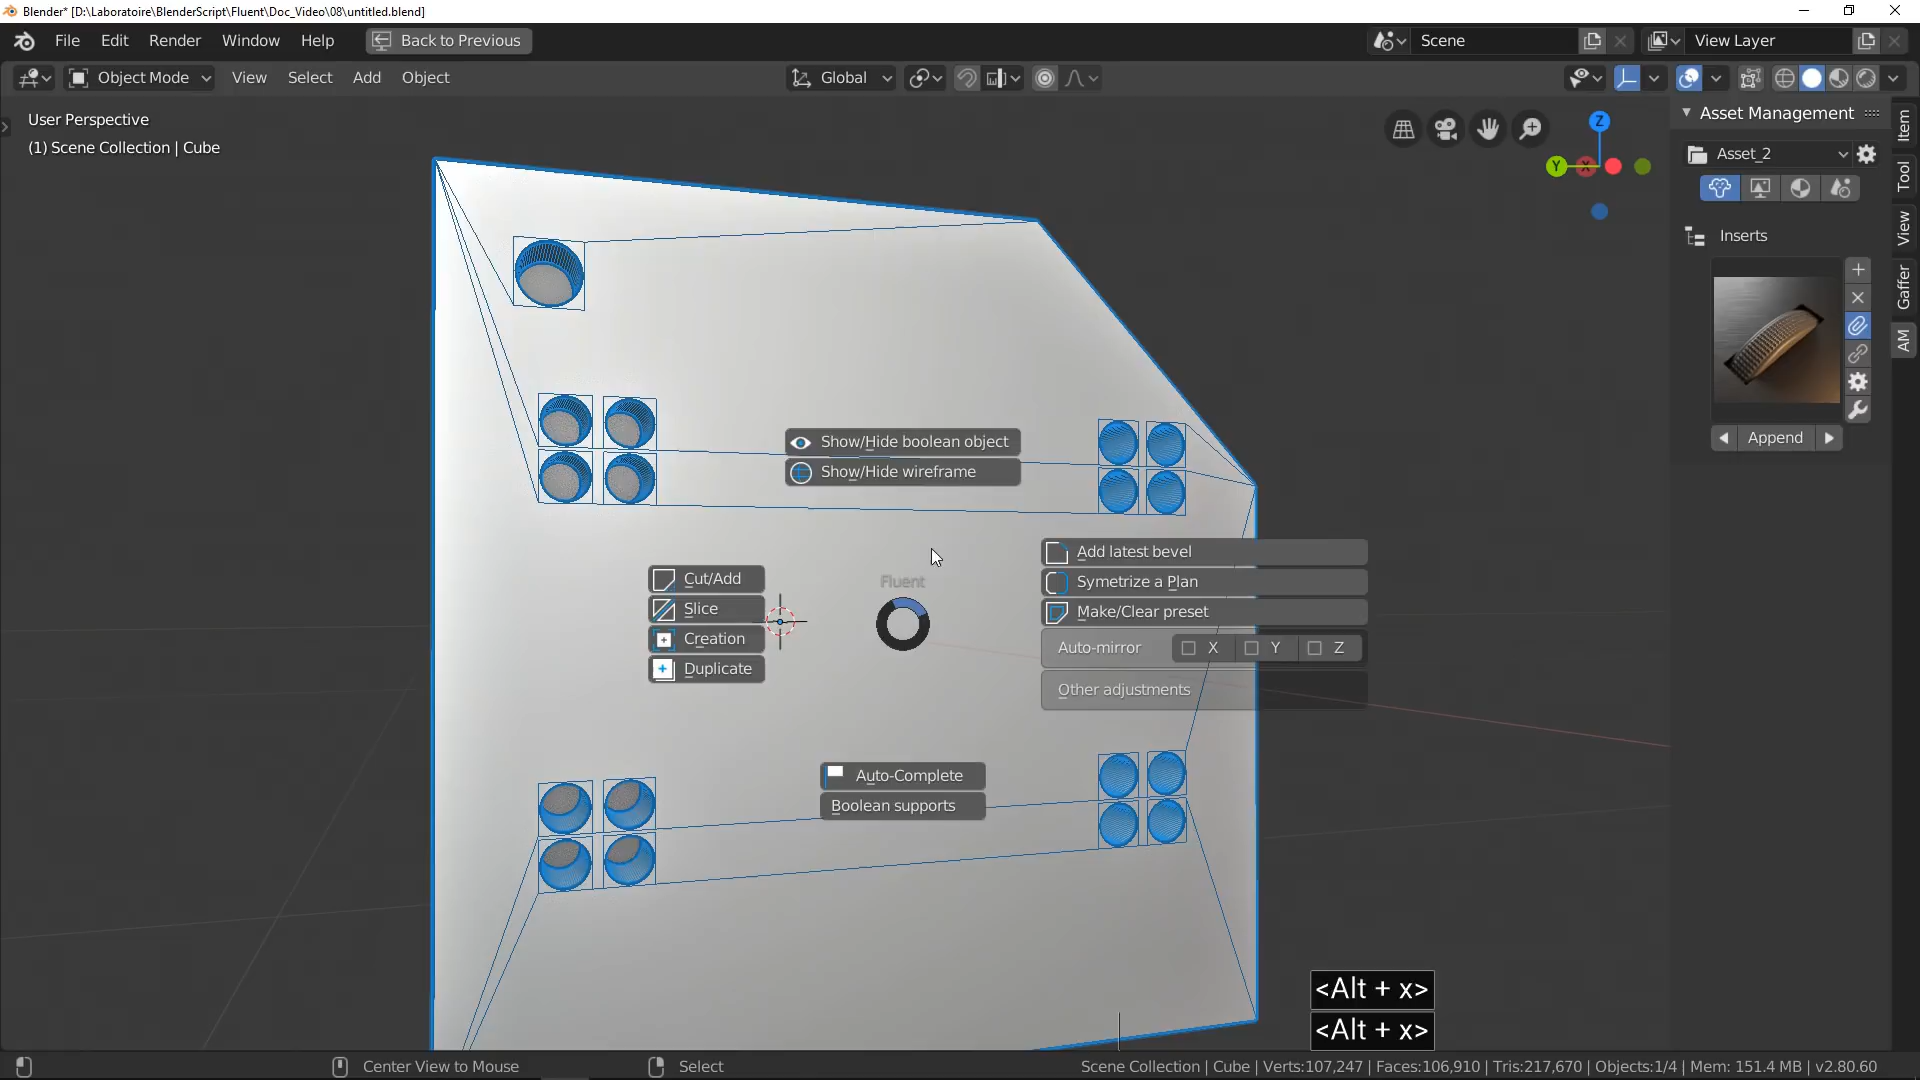 Blender* [D:\Laboratoire\BlenderScript\Fluent\Doc_Video\08\untitled.blend]
File Edit Render Window Help Back to Previous Scene View Layer
Object Mode View Select Add Object Global
User Perspective
(1) Scene Collection | Cube
Z
Y
X
Asset Management
Asset_2
Inserts
Append
Item
Tool
View
Gaffer
AM
Show/Hide boolean object
Show/Hide wireframe
Fluent
Cut/Add
Slice
Creation
Duplicate
Add latest bevel
Symetrize a Plan
Make/Clear preset
Auto-mirror X Y Z
Other adjustments
Auto-Complete
Boolean supports
<Alt + x>
<Alt + x>
Center View to Mouse Select Scene Collection | Cube | Verts:107,247 | Faces:106,910 | Tris:217,670 | Objects:1/4 | Mem: 151.4 MB | v2.80.60